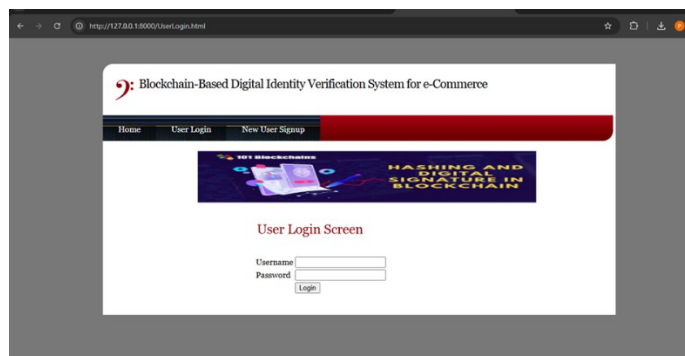 http://127.0.0.1:8000/UserLogin.html
Blockchain-Based Digital Identity Verification System for e-Commerce
Home User Login New User Signup
101 Blockchains
HASHING AND
DIGITAL
SIGNATURE IN
BLOCKCHAIN
User Login Screen
Username
Password
Login